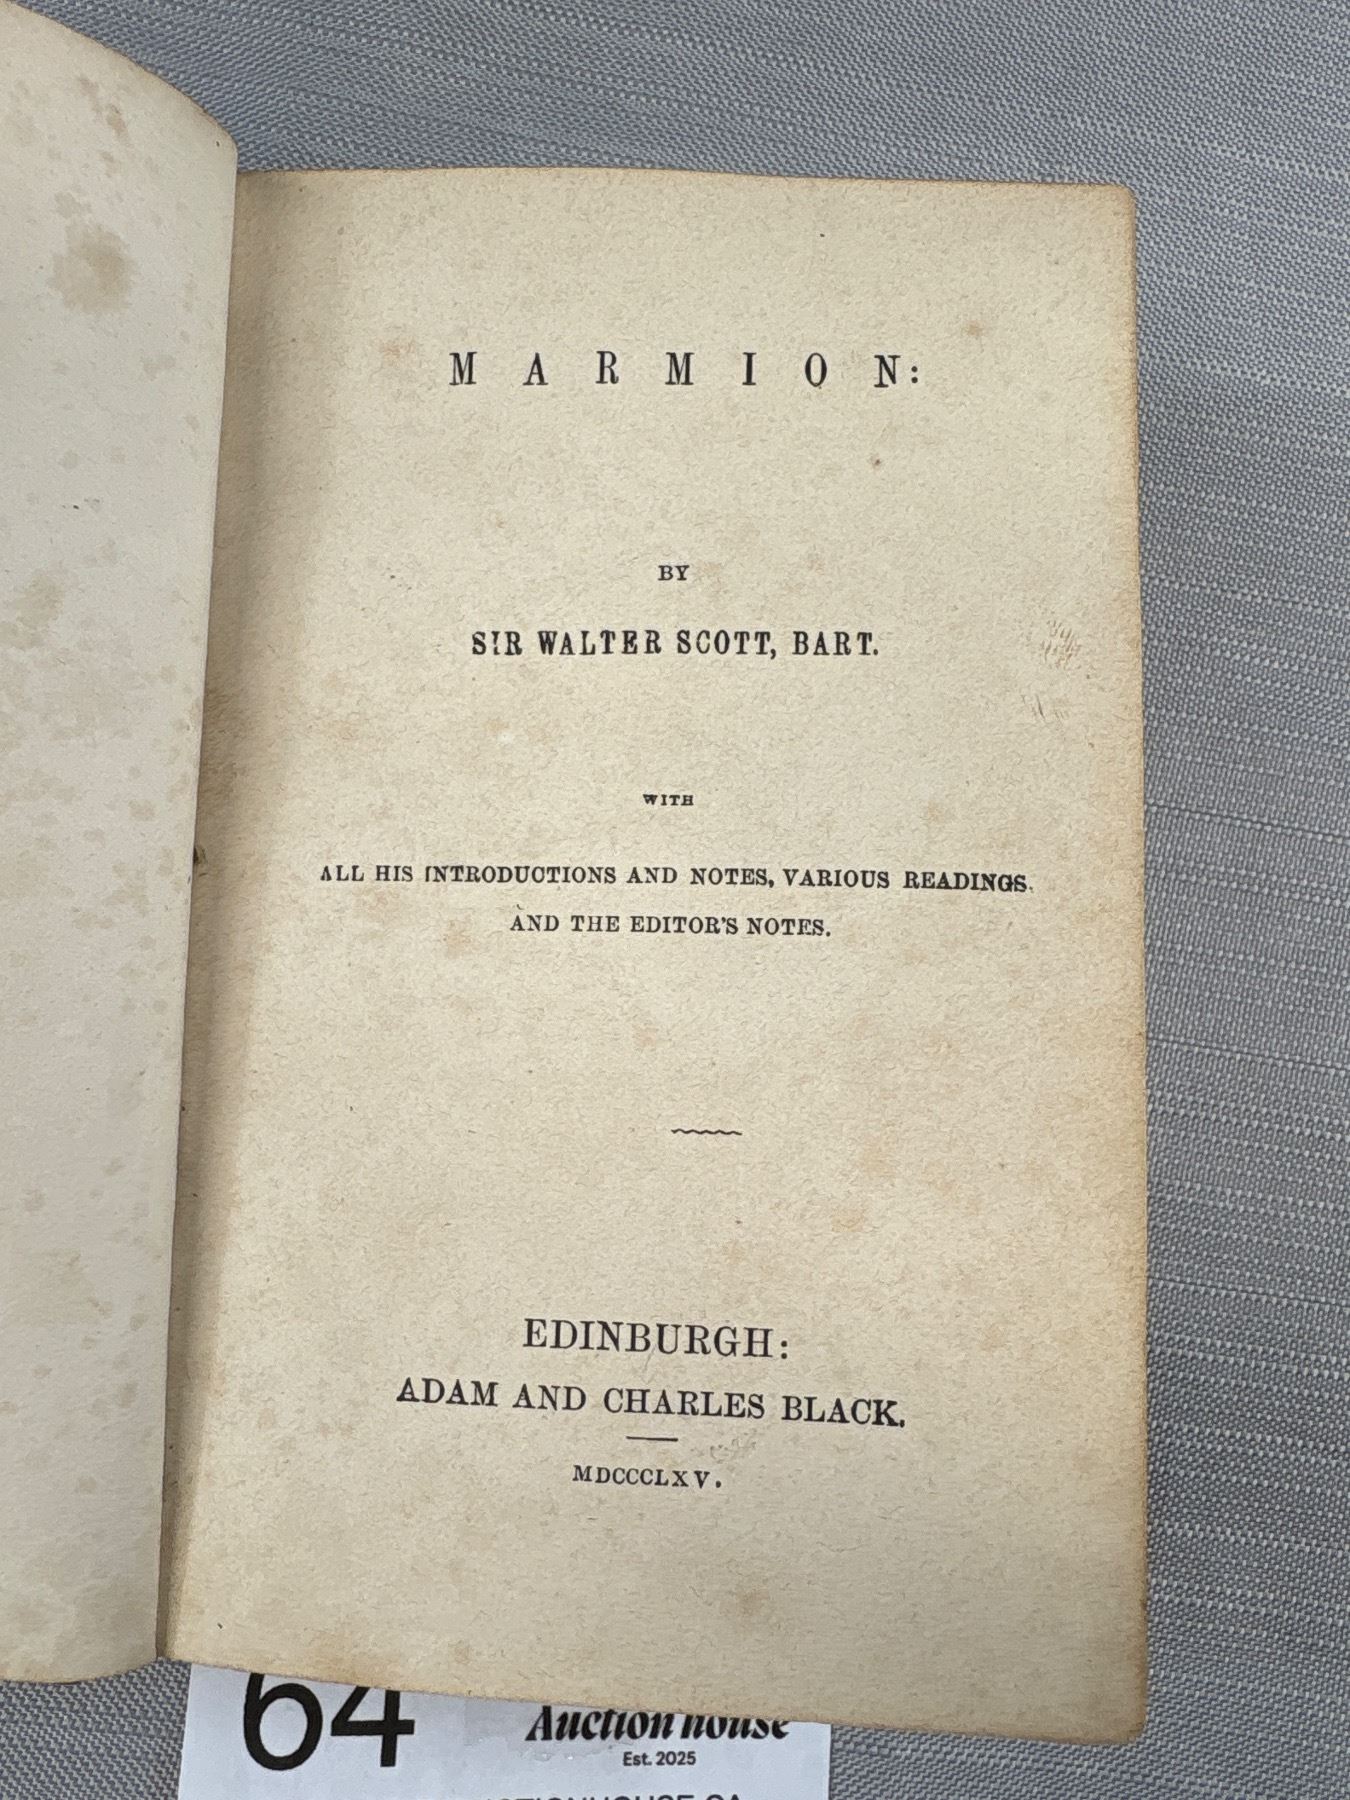 MARMION:
BY
SIR WALTER SCOTT, BART.
WITH
ALL HIS INTRODUCTIONS AND NOTES, VARIOUS READINGS.
AND THE EDITOR'S NOTES.
EDINBURGH:
ADAM AND CHARLES BLACK.
MDCCCLXV.
64
Auction house
Est. 2025